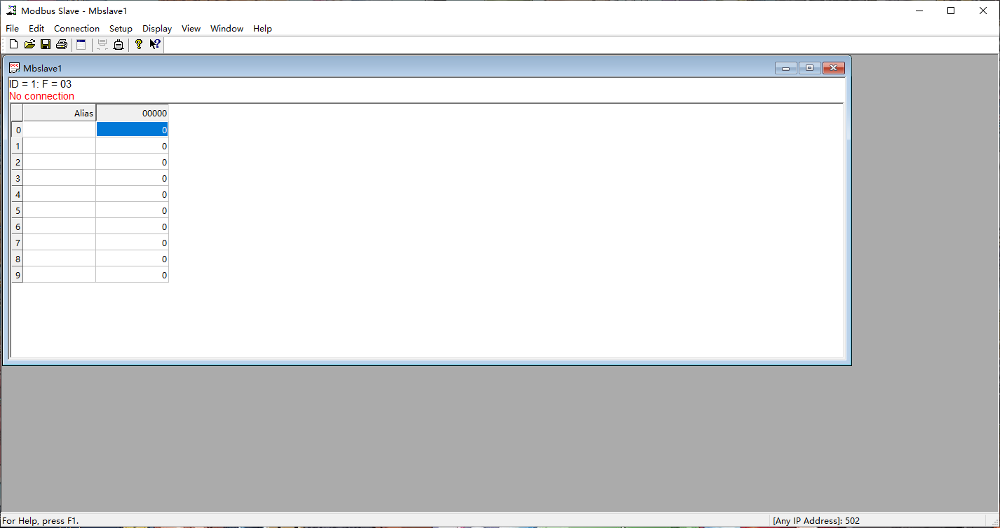 Modbus Slave - Mbslave1
File Edit Connection Setup Display View Window Help
Mbslave1
ID = 1: F = 03
No connection
Alias 00000
0 0
1 0
2 0
3 0
4 0
5 0
6 0
7 0
8 0
9 0
For Help, press F1. [Any IP Address]: 502